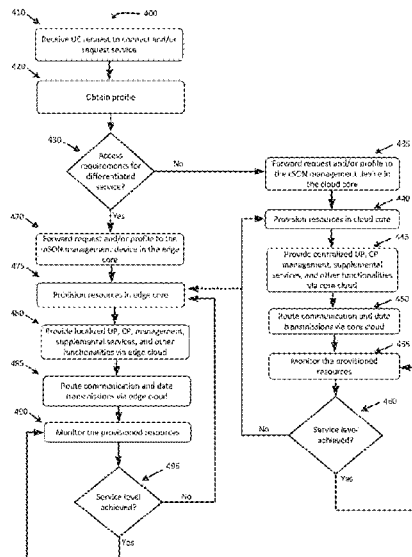 400
410
Receive UE request to connect and/or
request service
420
Obtain profile
430
Access
requirements for
differentiated
service?
No
Yes
435
Forward request and/or profile to
the cSON management device in
the cloud core
440
Provision resources in cloud core
445
Provide centralized UP, CP
management, supplemental
services, and other functionalities
via core cloud
450
Route communication and data
transmissions via core cloud
455
Monitor the provisioned
resources
460
Service level
achieved?
No
Yes
470
Forward request and/or profile to
the management device in the edge
core
475
Provision resources in edge core
480
Provide localized UP, CP, management,
supplemental services, and other
functionalities via edge cloud
485
Route communication and date
transmissions via edge cloud
490
Monitor the provisioned resources
495
Service level
achieved?
No
Yes